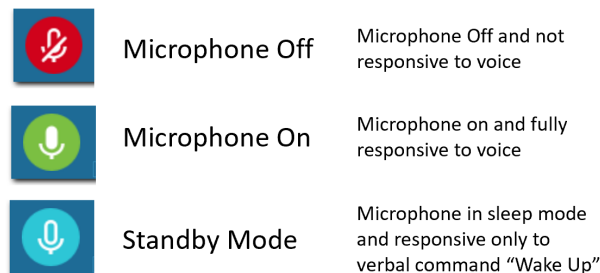 Microphone Off
Microphone Off and not
responsive to voice
Microphone On
Microphone on and fully
responsive to voice
Standby Mode
Microphone in sleep mode
and responsive only to
verbal command “Wake Up”